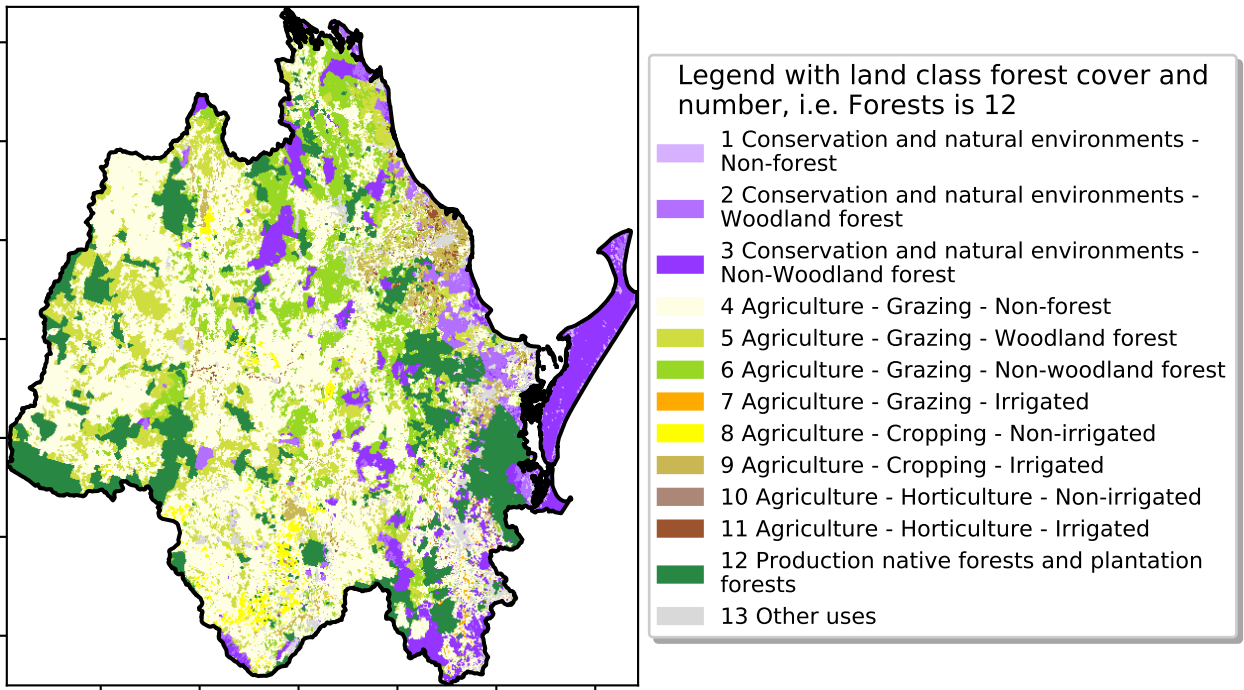 Legend with land class forest cover and
number, i.e. Forests is 12
1 Conservation and natural environments -
Non-forest
2 Conservation and natural environments -
Woodland forest
3 Conservation and natural environments -
Non-Woodland forest
4 Agriculture - Grazing - Non-forest
5 Agriculture - Grazing - Woodland forest
6 Agriculture - Grazing - Non-woodland forest
7 Agriculture - Grazing - Irrigated
8 Agriculture - Cropping - Non-irrigated
9 Agriculture - Cropping - Irrigated
10 Agriculture - Horticulture - Non-irrigated
11 Agriculture - Horticulture - Irrigated
12 Production native forests and plantation
forests
13 Other uses